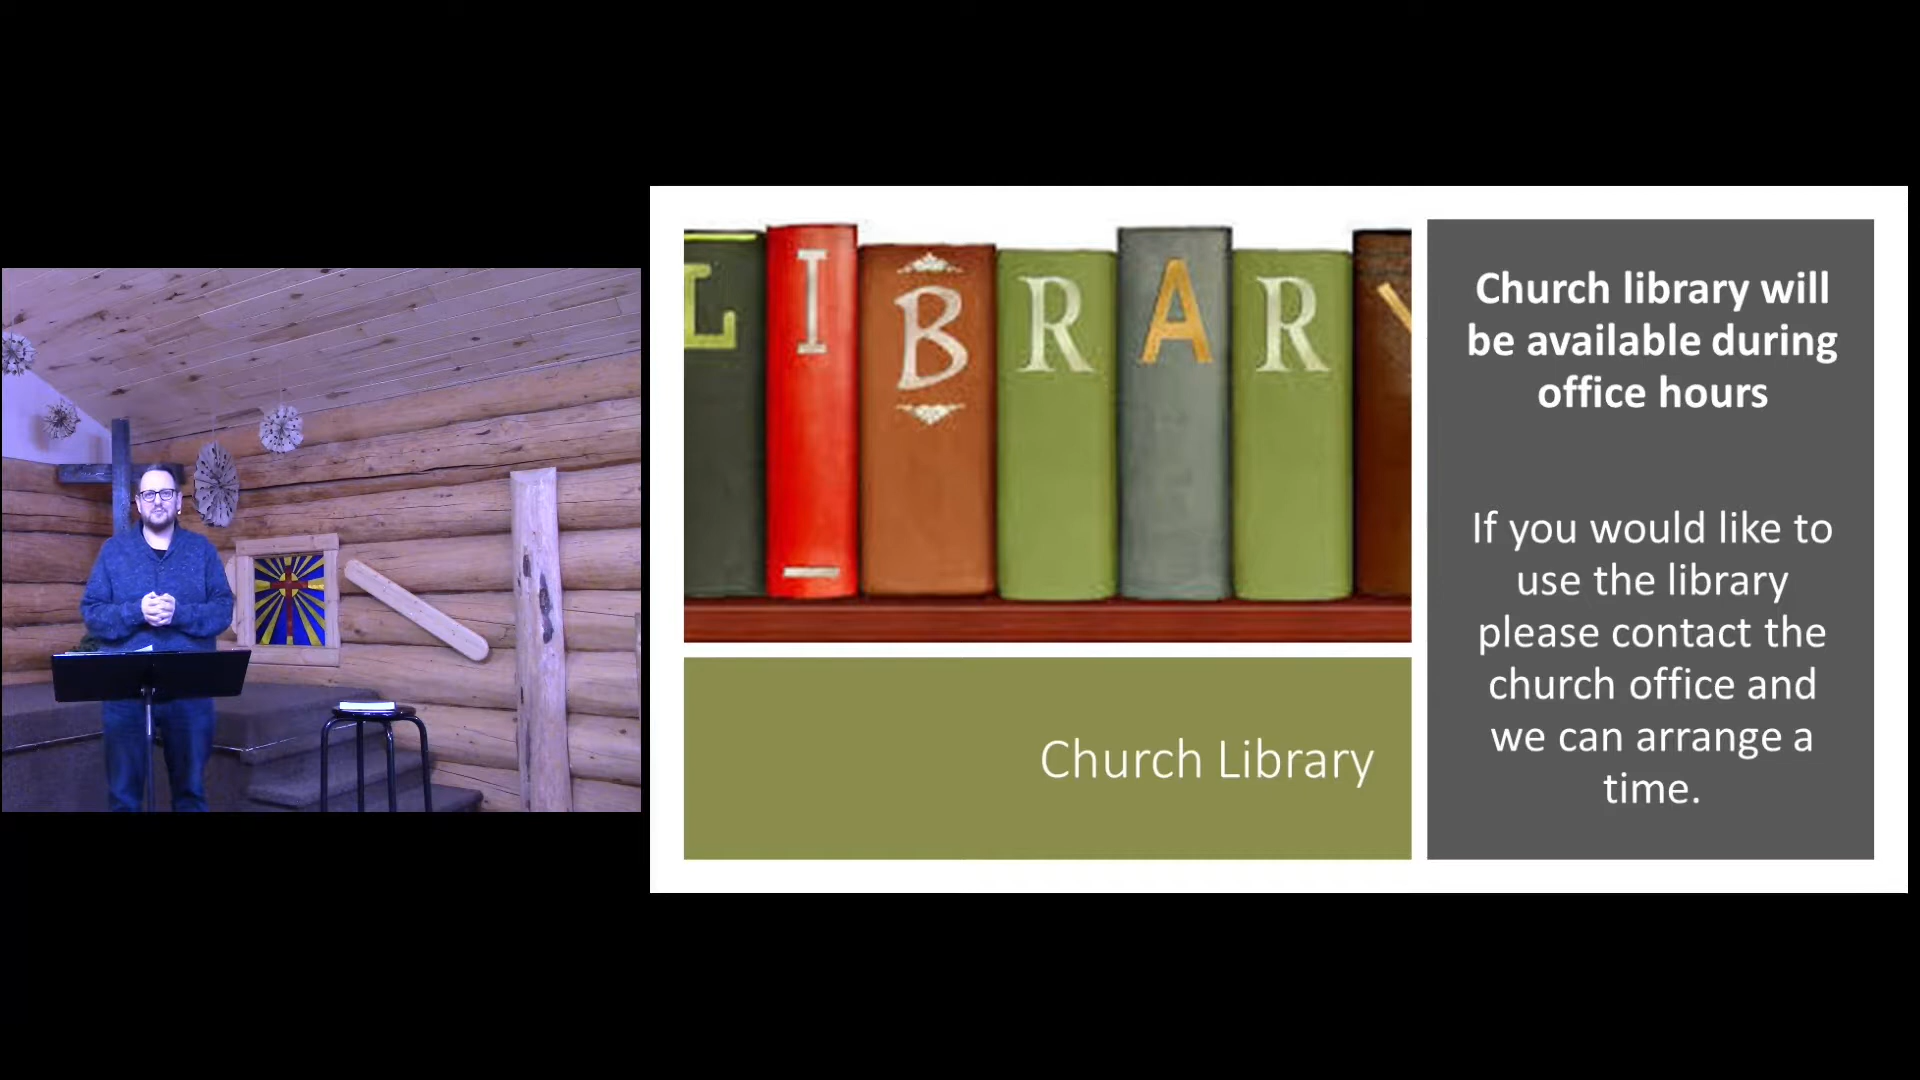 L I B R A R
Church Library
Church library will
be available during
office hours
If you would like to
use the library
please contact the
church office and
we can arrange a
time.